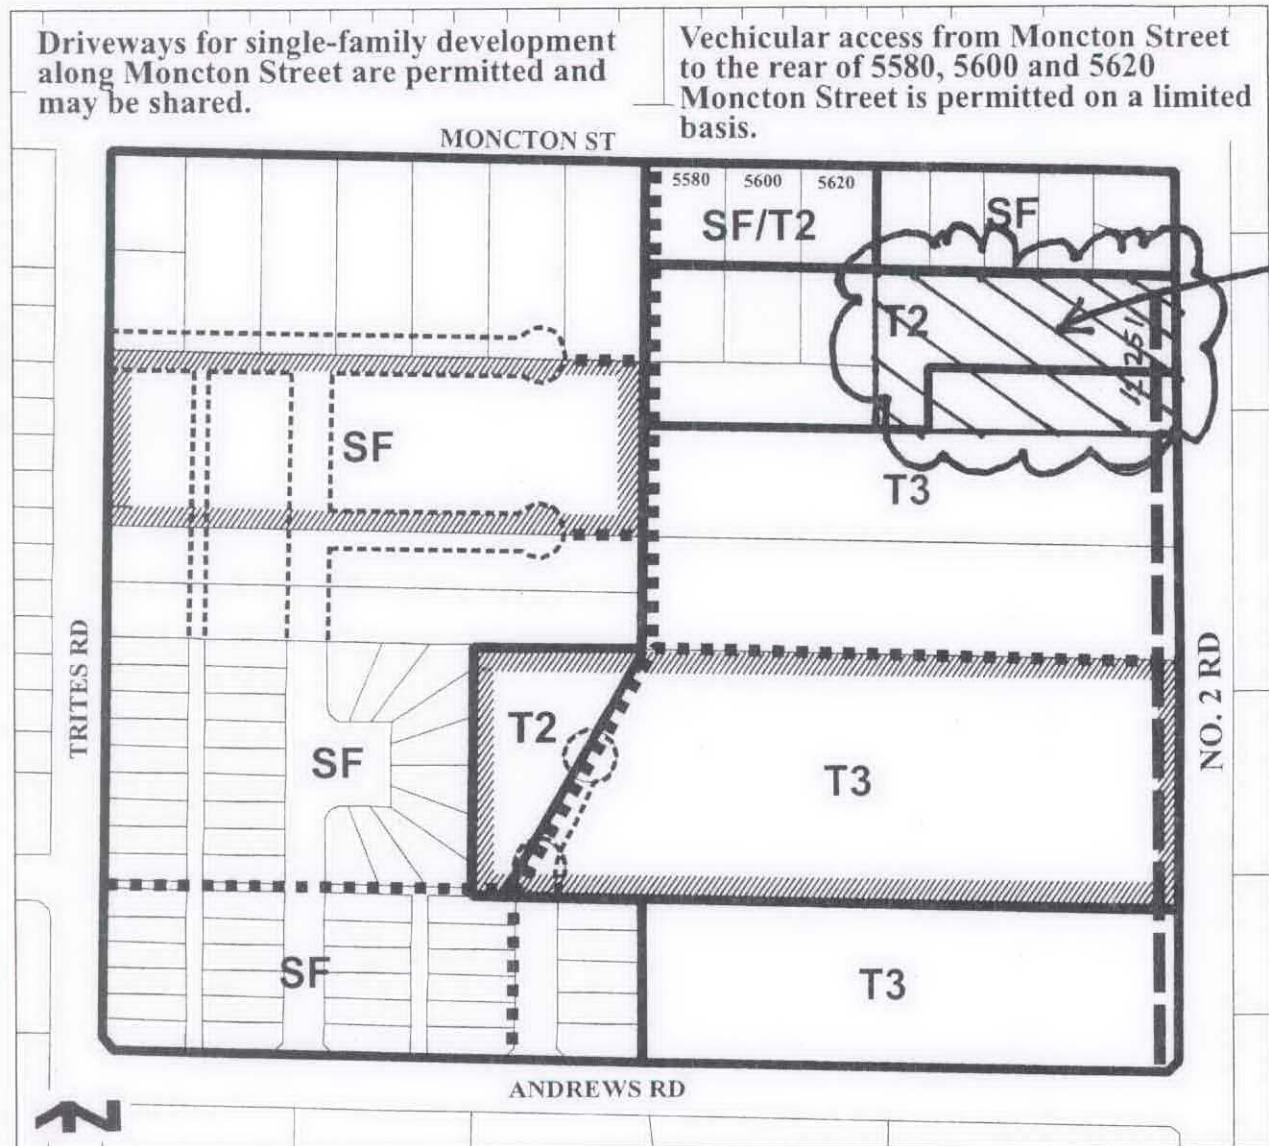 Driveways for single-family development
along Moncton Street are permitted and
may be shared.
Vechicular access from Moncton Street
to the rear of 5580, 5600 and 5620
Moncton Street is permitted on a limited
basis.
MONCTON ST
5580 5600 5620
SF/T2
SF
T2
SF
T3
TRITES RD
NO. 2 RD
T2
SF
T3
SF
T3
ANDREWS RD
N